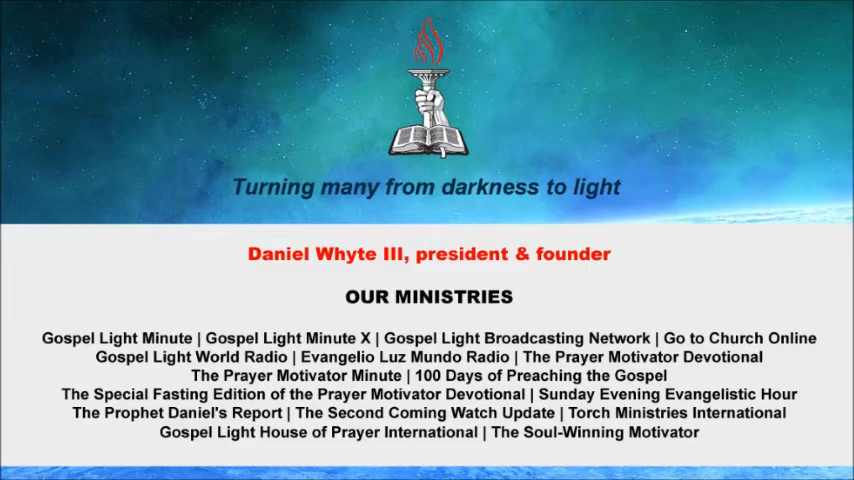 Turning many from darkness to light
Daniel Whyte III, president & founder
OUR MINISTRIES
Gospel Light Minute | Gospel Light Minute X | Gospel Light Broadcasting Network | Go to Church Online
Gospel Light World Radio | Evangelio Luz Mundo Radio | The Prayer Motivator Devotional
The Prayer Motivator Minute | 100 Days of Preaching the Gospel
The Special Fasting Edition of the Prayer Motivator Devotional | Sunday Evening Evangelistic Hour
The Prophet Daniel's Report | The Second Coming Watch Update | Torch Ministries International
Gospel Light House of Prayer International | The Soul-Winning Motivator